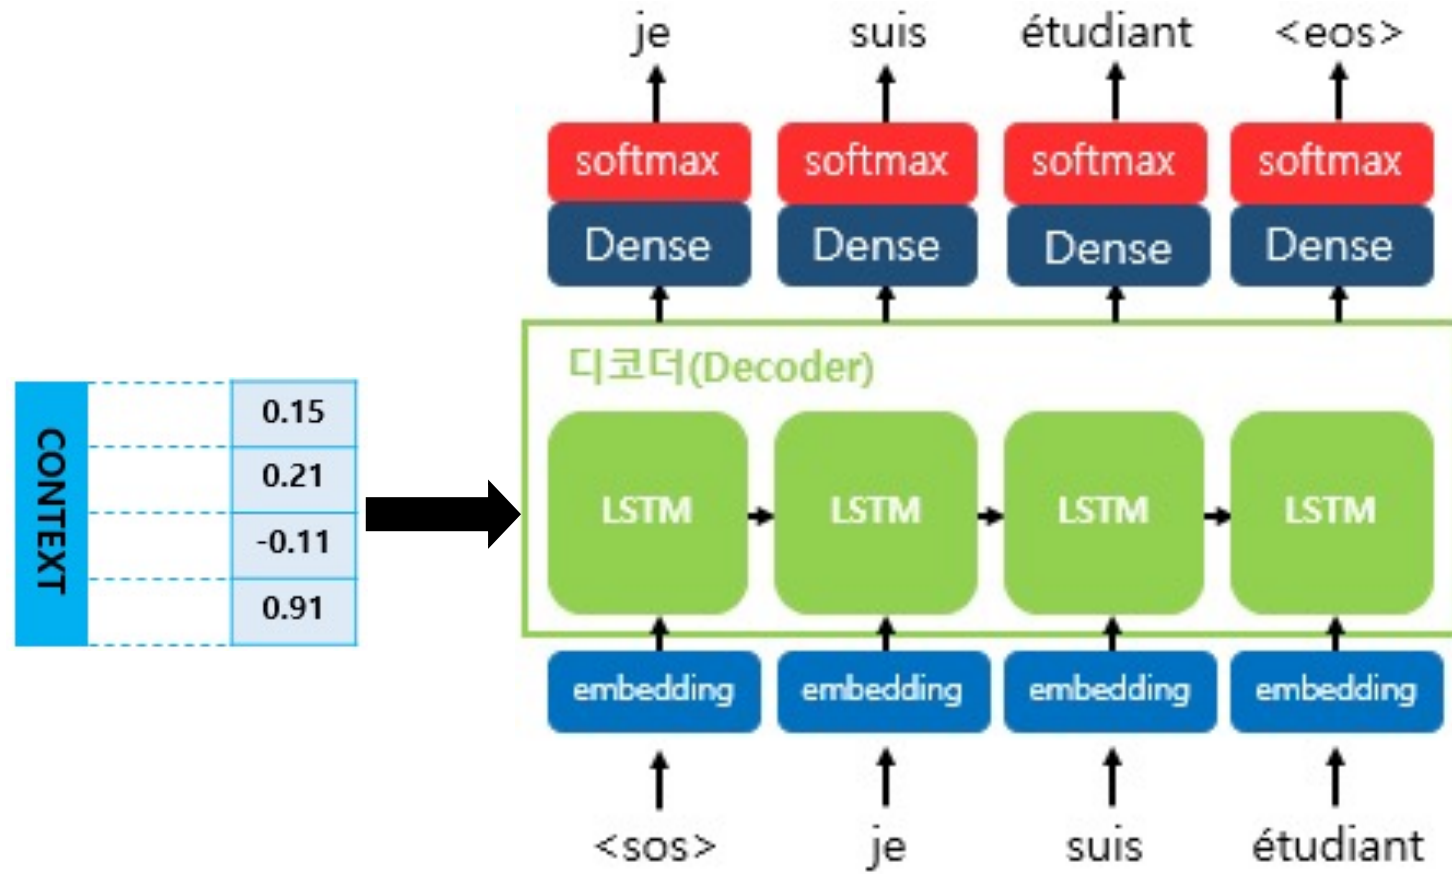 je suis étudiant <eos>
softmax softmax softmax softmax
Dense Dense Dense Dense
디코더(Decoder)
CONTEXT
0.15
0.21
-0.11
0.91
LSTM LSTM LSTM LSTM
embedding embedding embedding embedding
<sos> je suis étudiant